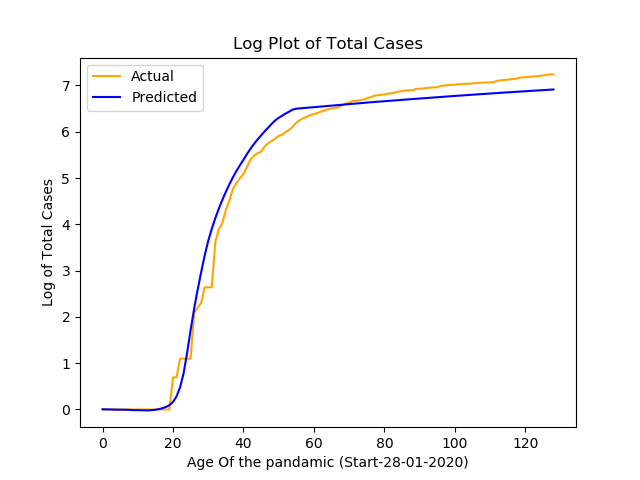 Log Plot of Total Cases
Actual
Predicted
7
6
5
4
3
2
1
0
Log of Total Cases
0 20 40 60 80 100 120
Age Of the pandamic (Start-28-01-2020)